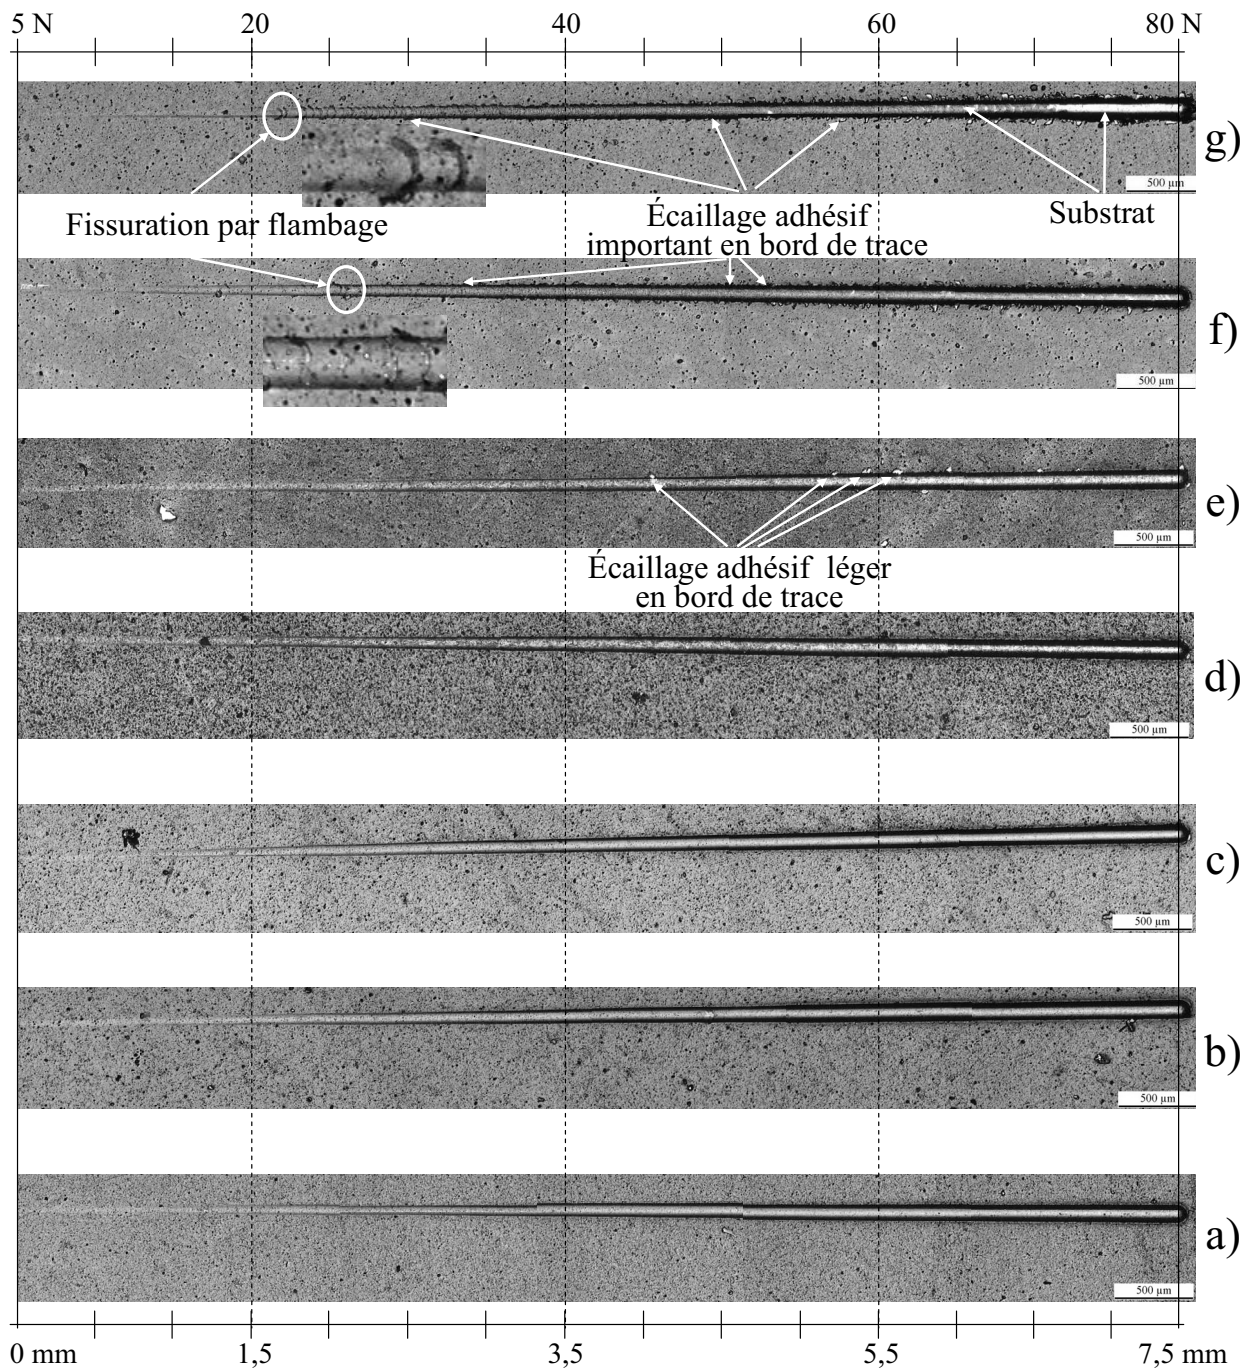 5 N 20 40 60 80 N
g)
500 µm
Fissuration par flambage
Écaillage adhésif
important en bord de trace
Substrat
f)
500 µm
e)
500 µm
Écaillage adhésif léger
en bord de trace
d)
500 µm
c)
500 µm
b)
500 µm
a)
500 µm
0 mm 1,5 3,5 5,5 7,5 mm